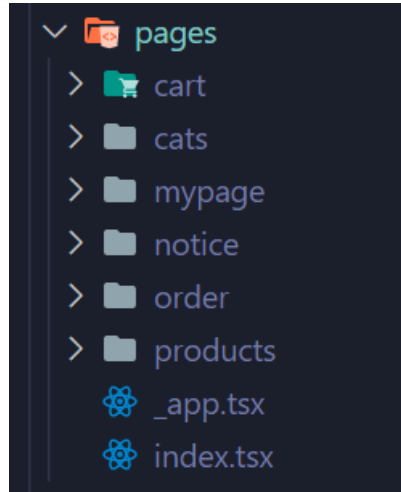 pages
cart
cats
mypage
notice
order
products
_app.tsx
index.tsx